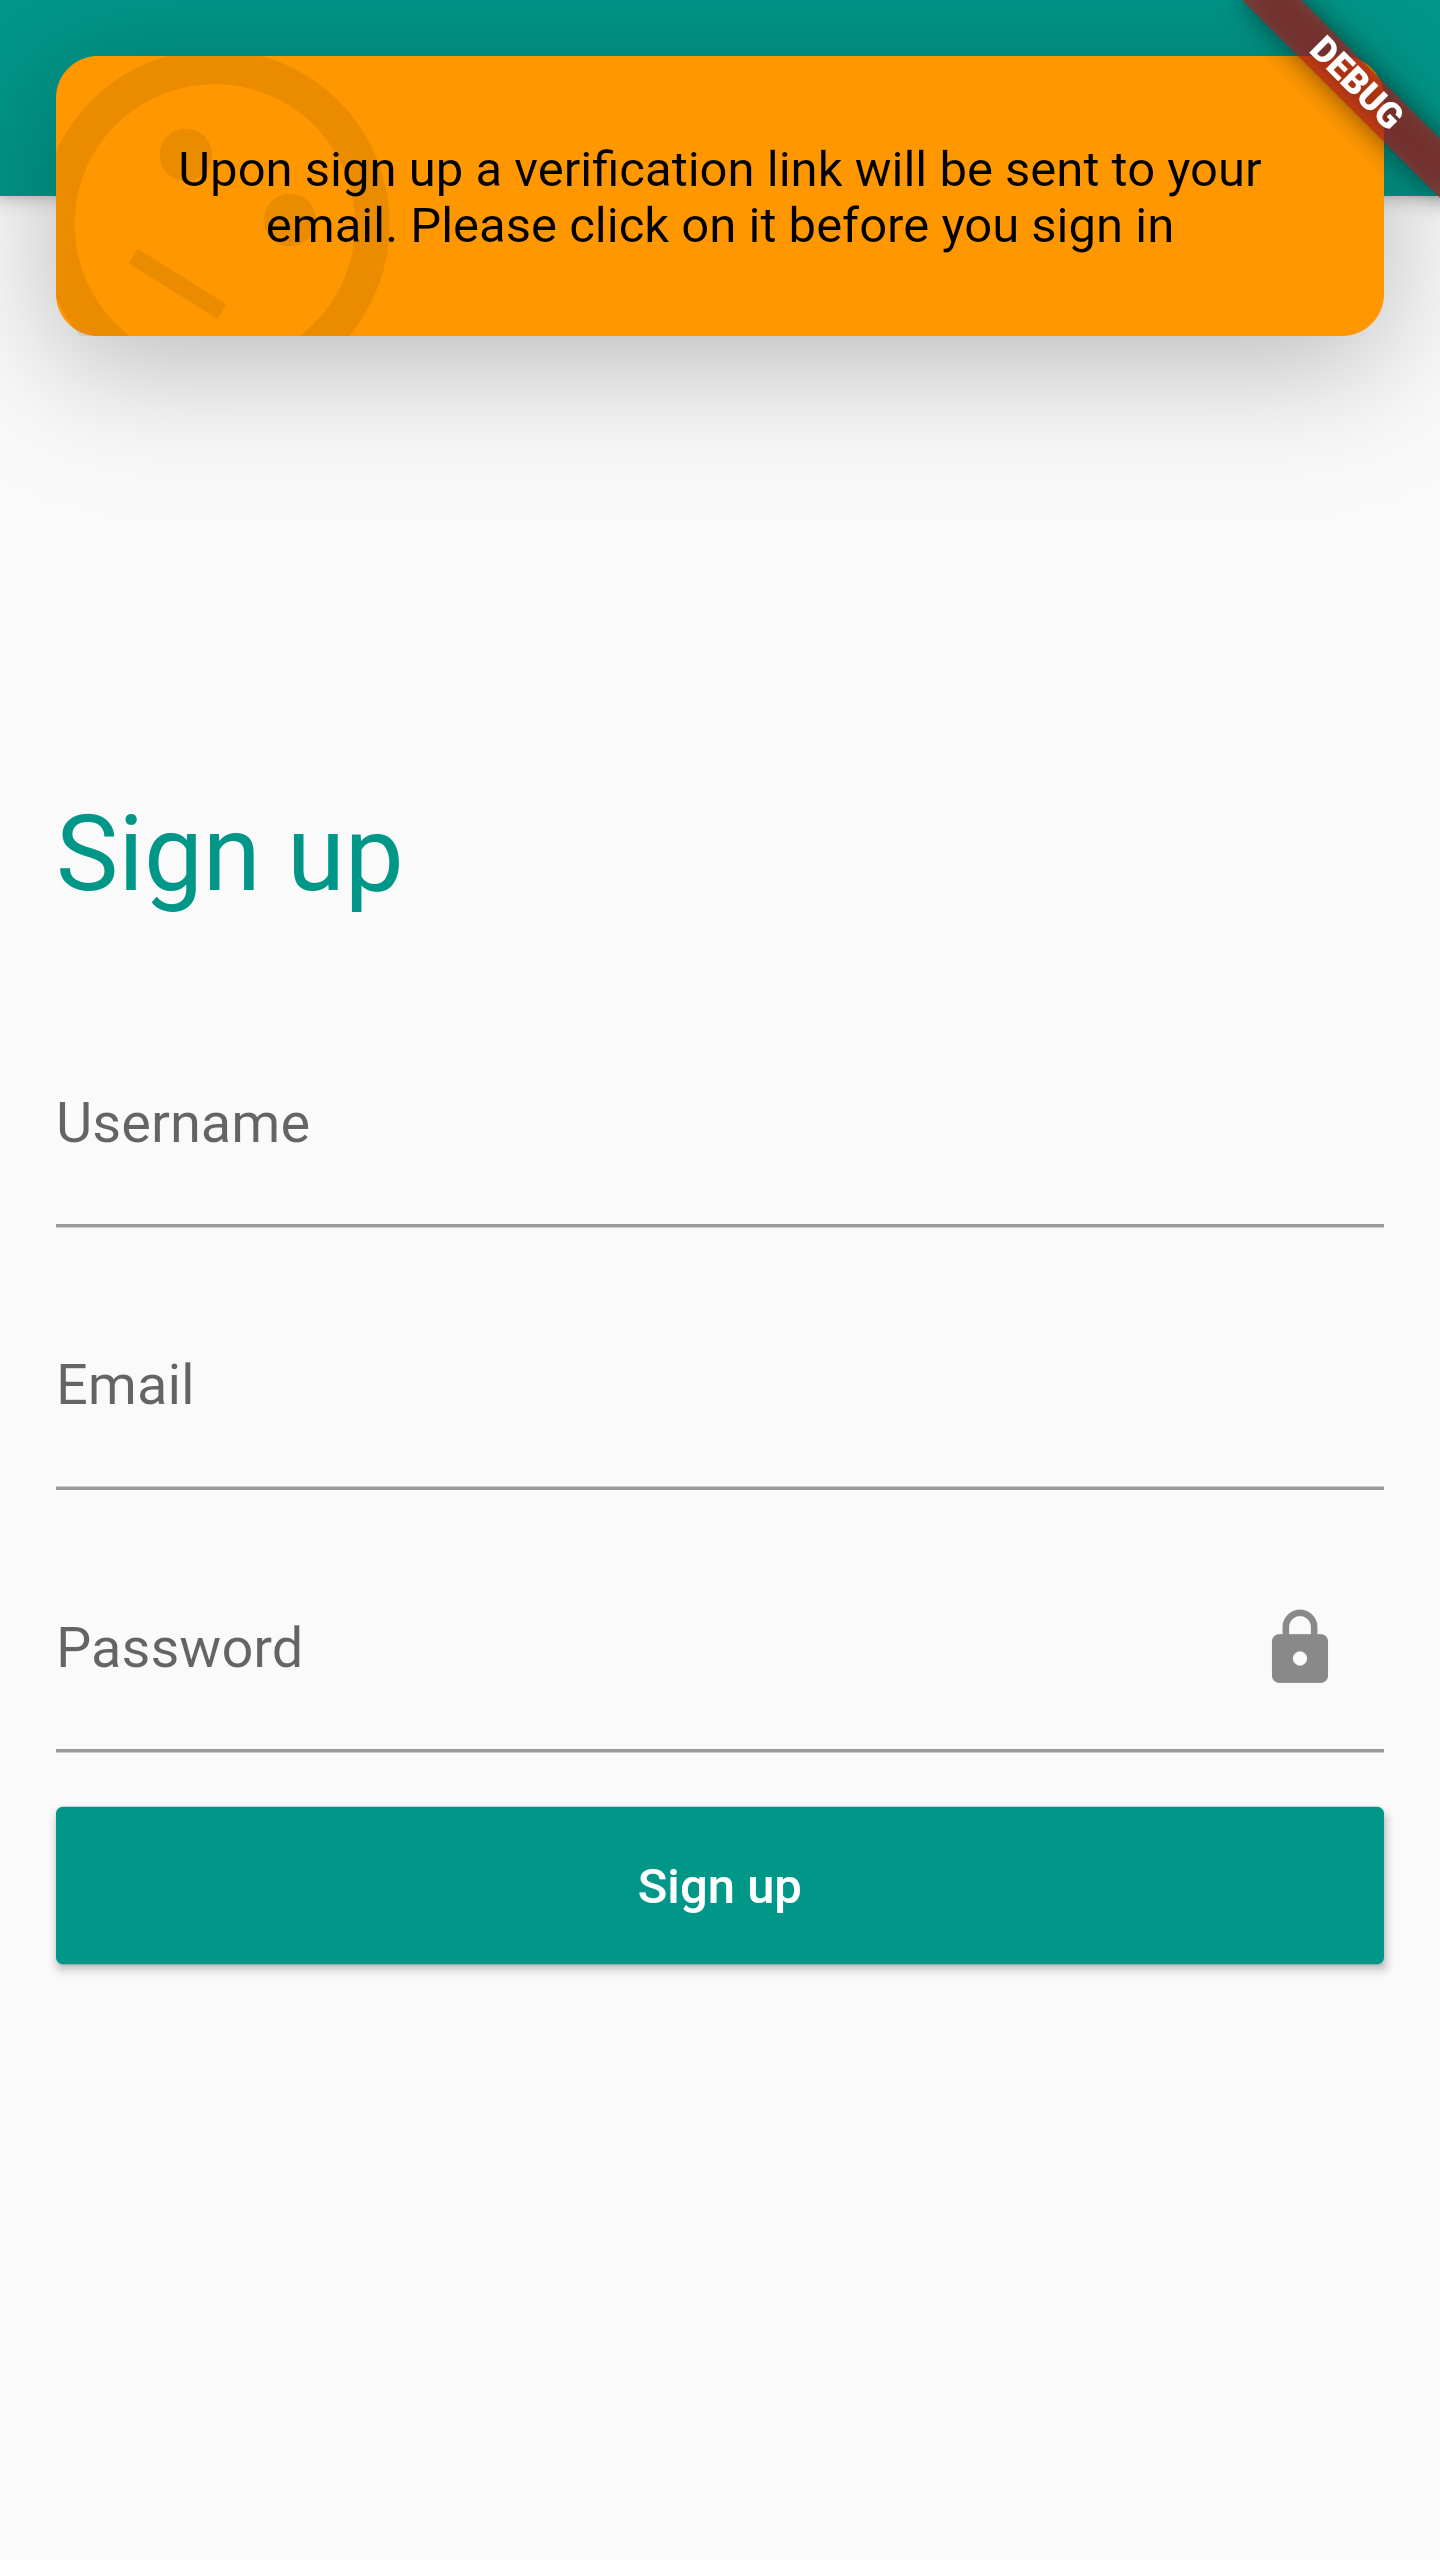 DEBUG
Upon sign up a verification link will be sent to your
email. Please click on it before you sign in
Sign up
Username
Email
Password
Sign up